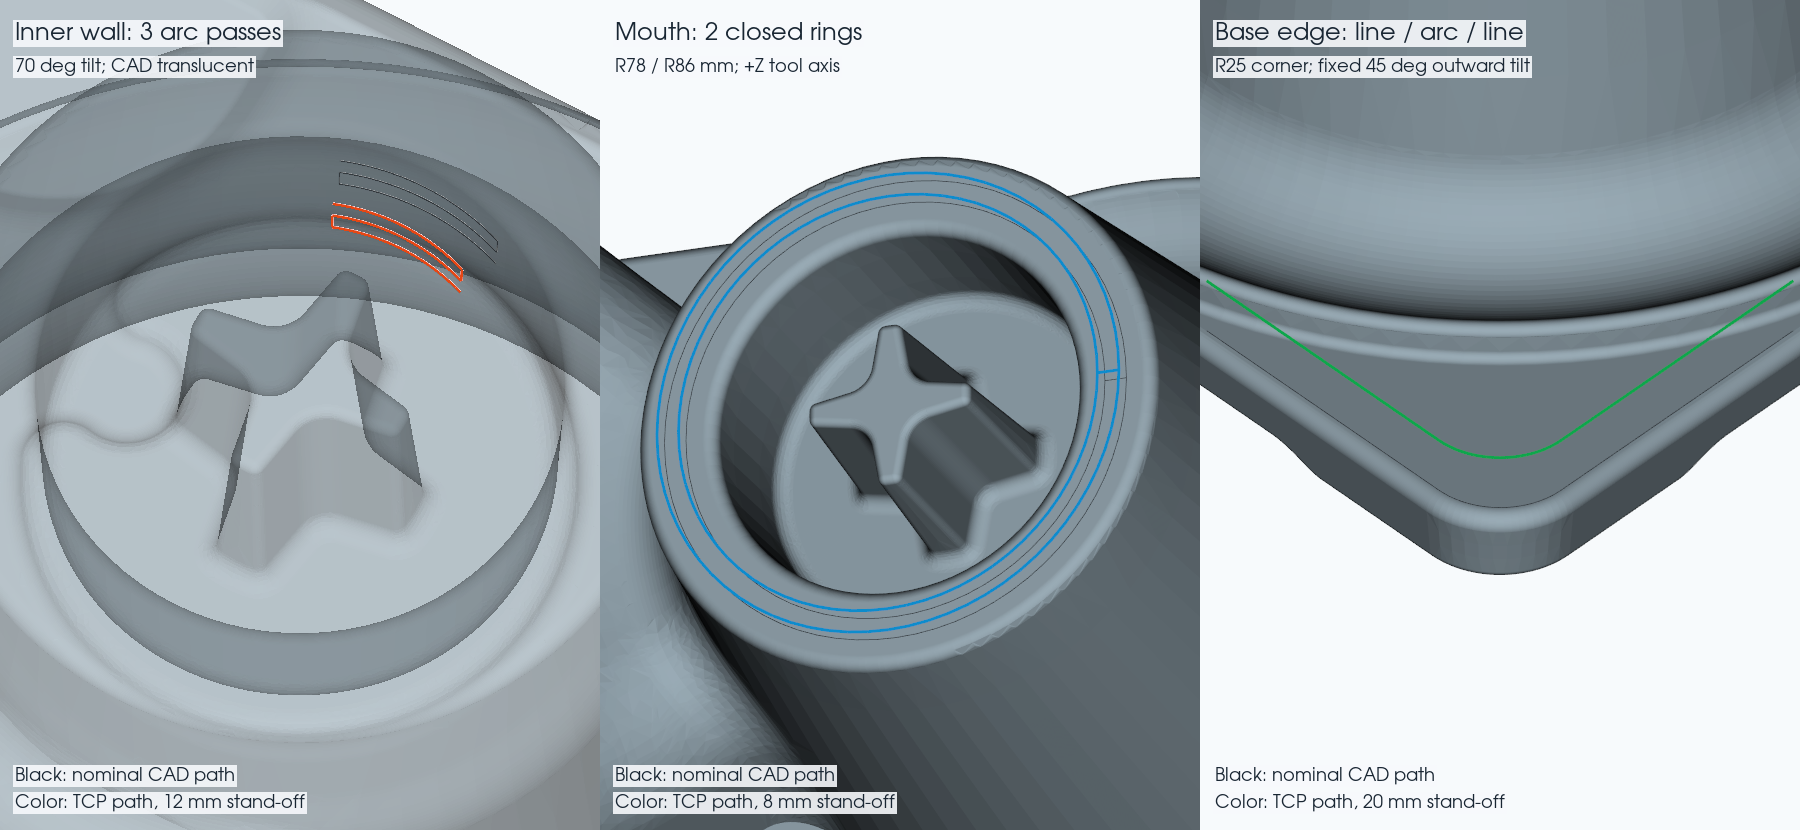 Inner wall: 3 arc passes
70 deg tilt; CAD translucent
Black: nominal CAD path
Color: TCP path, 12 mm stand-off
Mouth: 2 closed rings
R78 / R86 mm; +Z tool axis
Black: nominal CAD path
Color: TCP path, 8 mm stand-off
Base edge: line / arc / line
R25 corner; fixed 45 deg outward tilt
Black: nominal CAD path
Color: TCP path, 20 mm stand-off